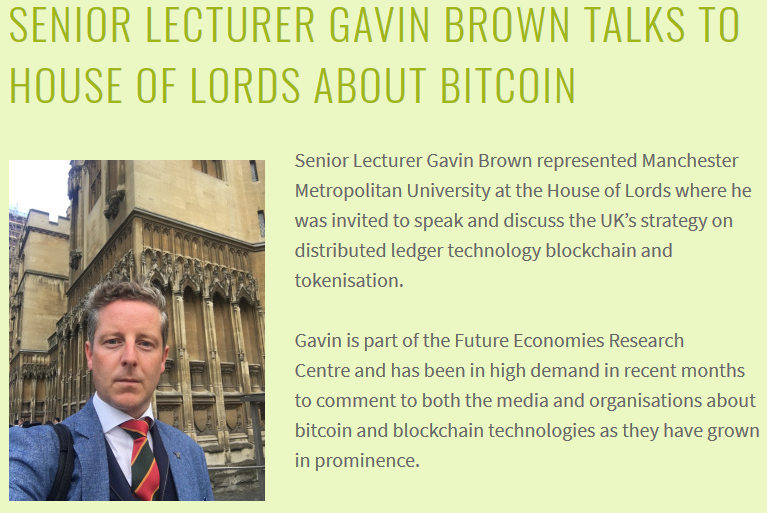 SENIOR LECTURER GAVIN BROWN TALKS TO
HOUSE OF LORDS ABOUT BITCOIN
Senior Lecturer Gavin Brown represented Manchester
Metropolitan University at the House of Lords where he
was invited to speak and discuss the UK’s strategy on
distributed ledger technology blockchain and
tokenisation.
Gavin is part of the Future Economies Research
Centre and has been in high demand in recent months
to comment to both the media and organisations about
bitcoin and blockchain technologies as they have grown
in prominence.